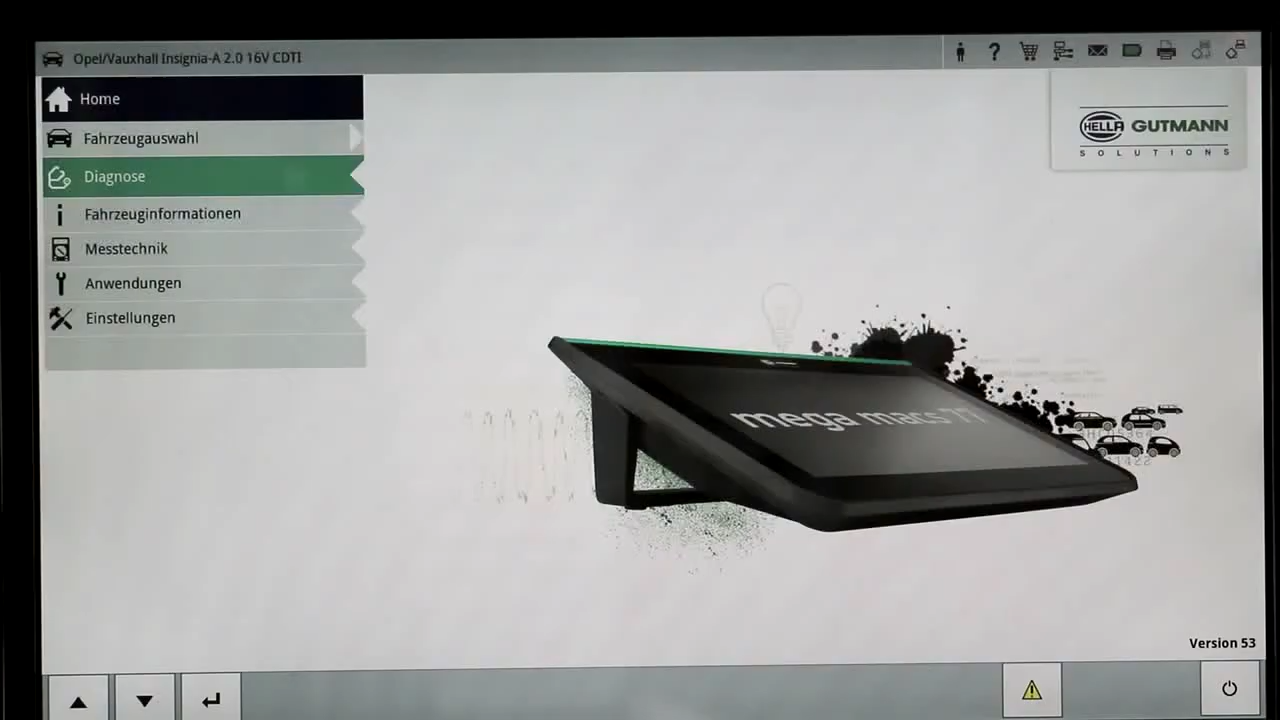 Opel/Vauxhall Insignia-A 2.0 16V CDTI
?
Home
Fahrzeugauswahl
Diagnose
Fahrzeuginformationen
Messtechnik
Anwendungen
Einstellungen
HELLA GUTMANN
SOLUTIONS
mega macs 77
Version 53